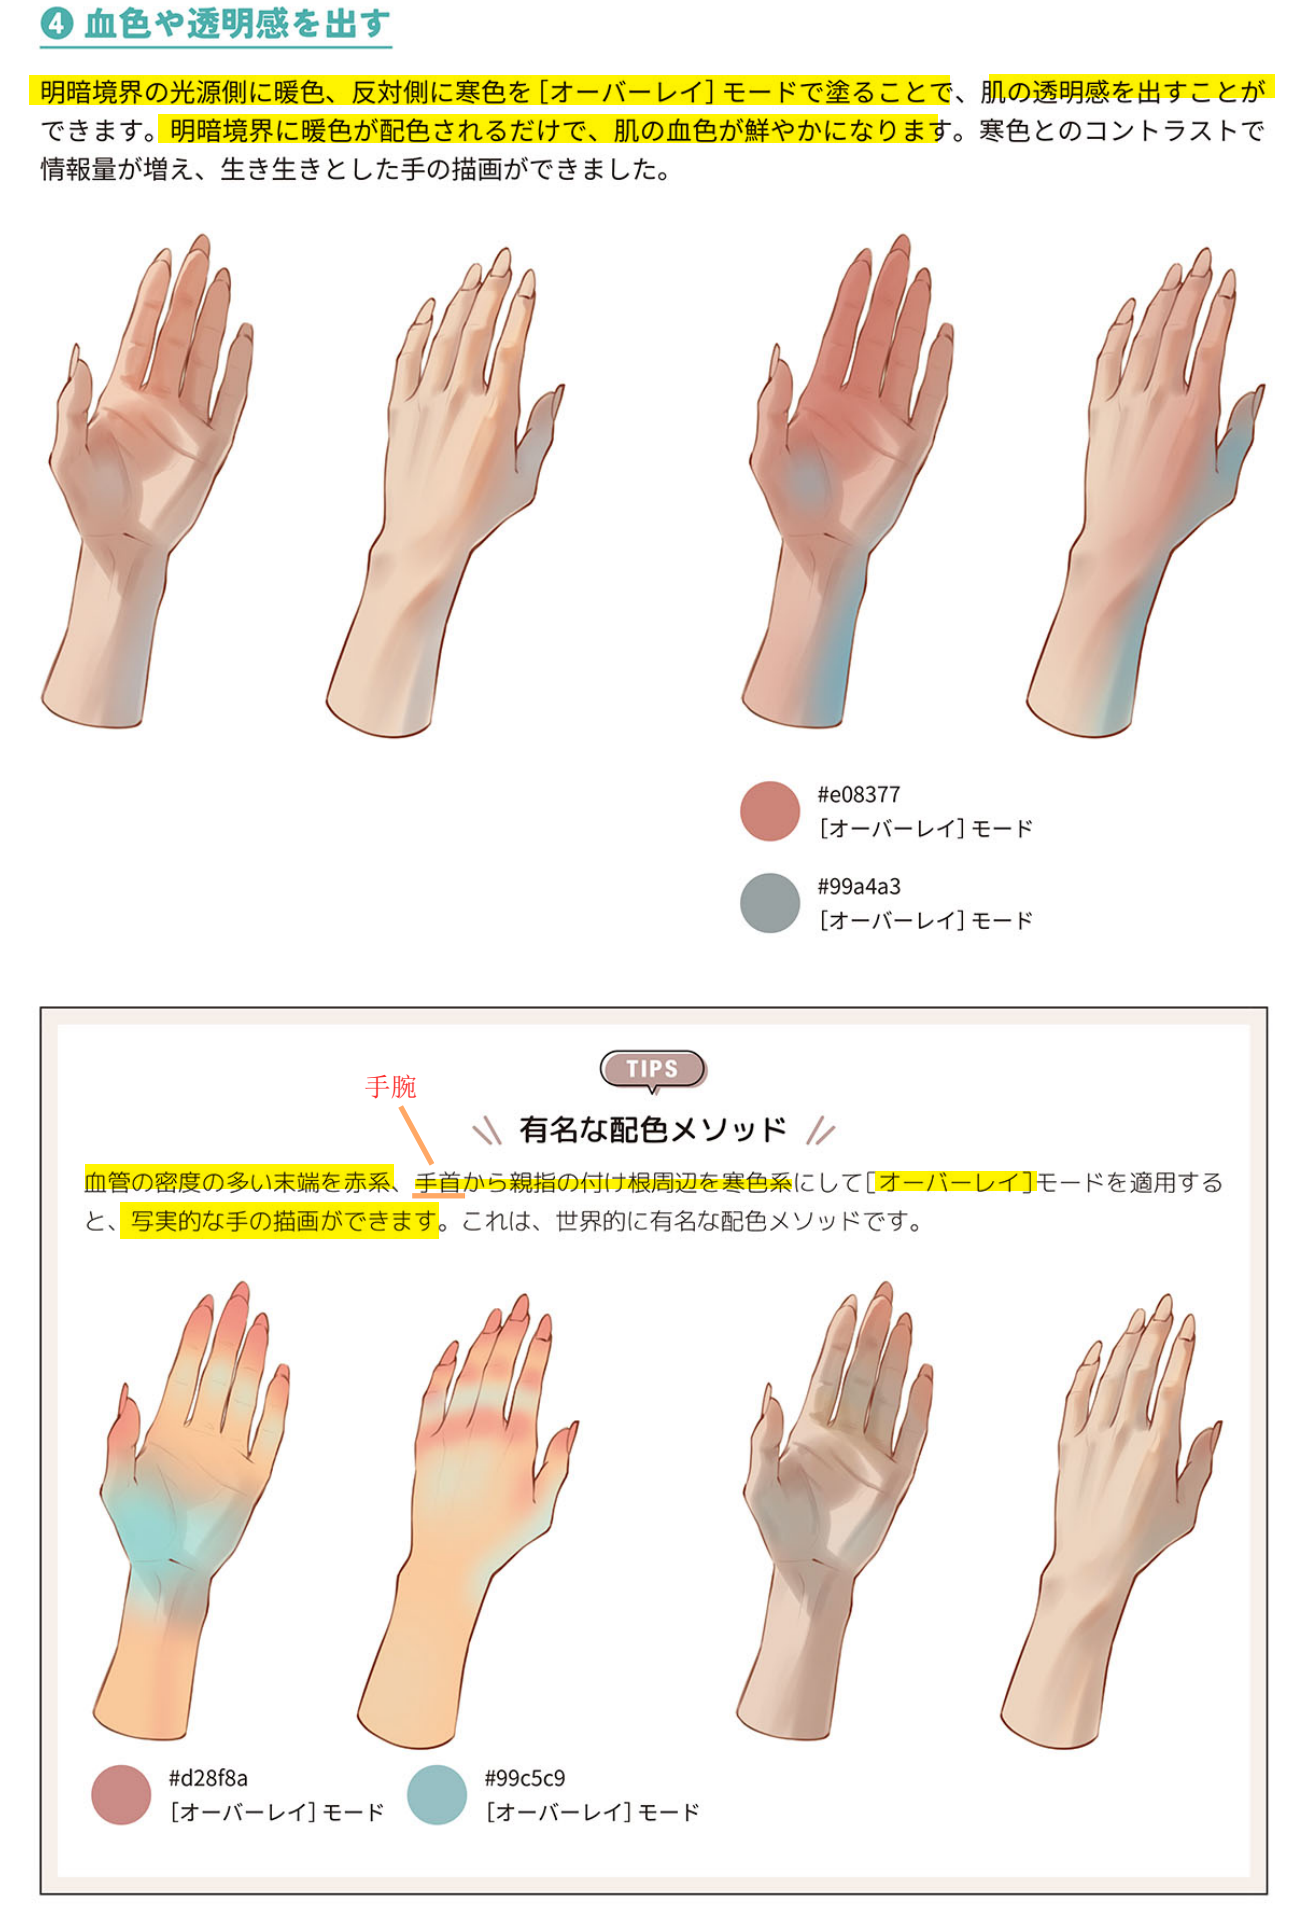 4 血色や透明感を出す
明暗境界の光源側に暖色、反対側に寒色を［オーバーレイ］モードで塗ることで、肌の透明感を出すことが
できます。明暗境界に暖色が配色されるだけで、肌の血色が鮮やかになります。寒色とのコントラストで
情報量が増え、生き生きとした手の描画ができました。
#e08377
［オーバーレイ］モード
#99a4a3
［オーバーレイ］モード
TIPS
手腕
有名な配色メソッド
血管の密度の多い末端を赤系、手首から親指の付け根周辺を寒色系にして［オーバーレイ］モードを適用する
と、写実的な手の描画ができます。これは、世界的に有名な配色メソッドです。
#d28f8a
［オーバーレイ］モード
#99c5c9
［オーバーレイ］モード